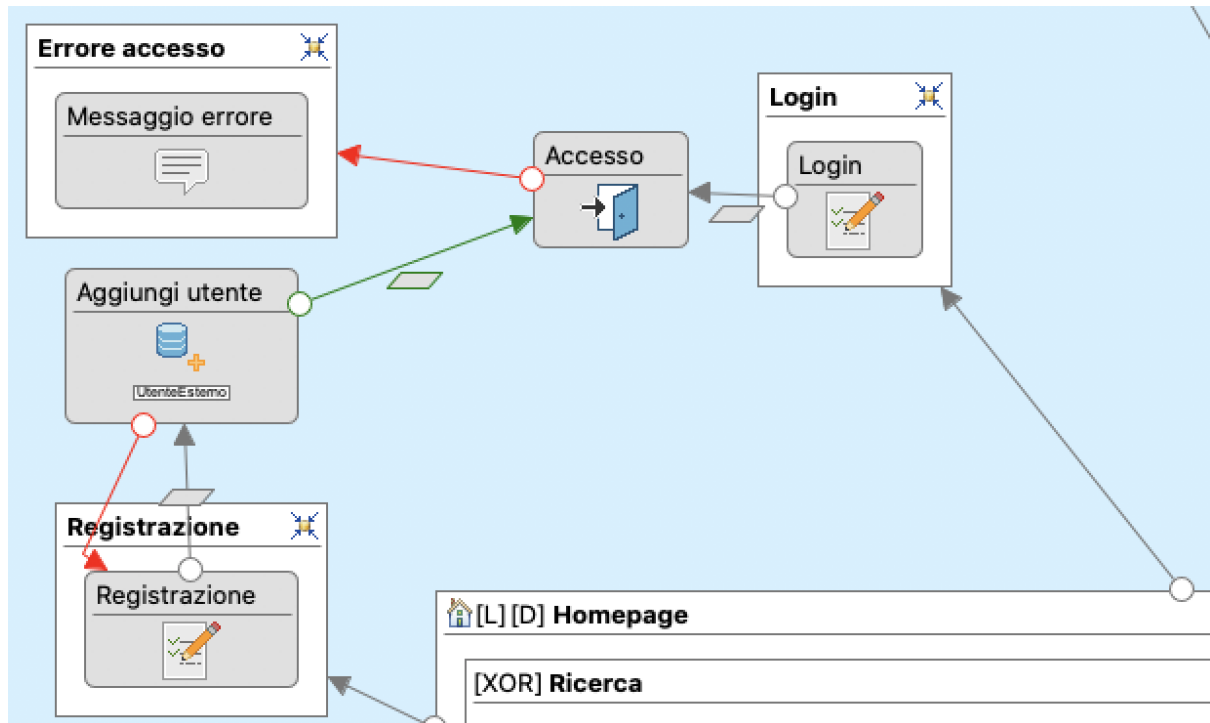 Errore accesso
Messaggio errore
Login
Login
Accesso
Aggiungi utente
UtenteEsterno
Registrazione
Registrazione
[L] [D] Homepage
[XOR] Ricerca